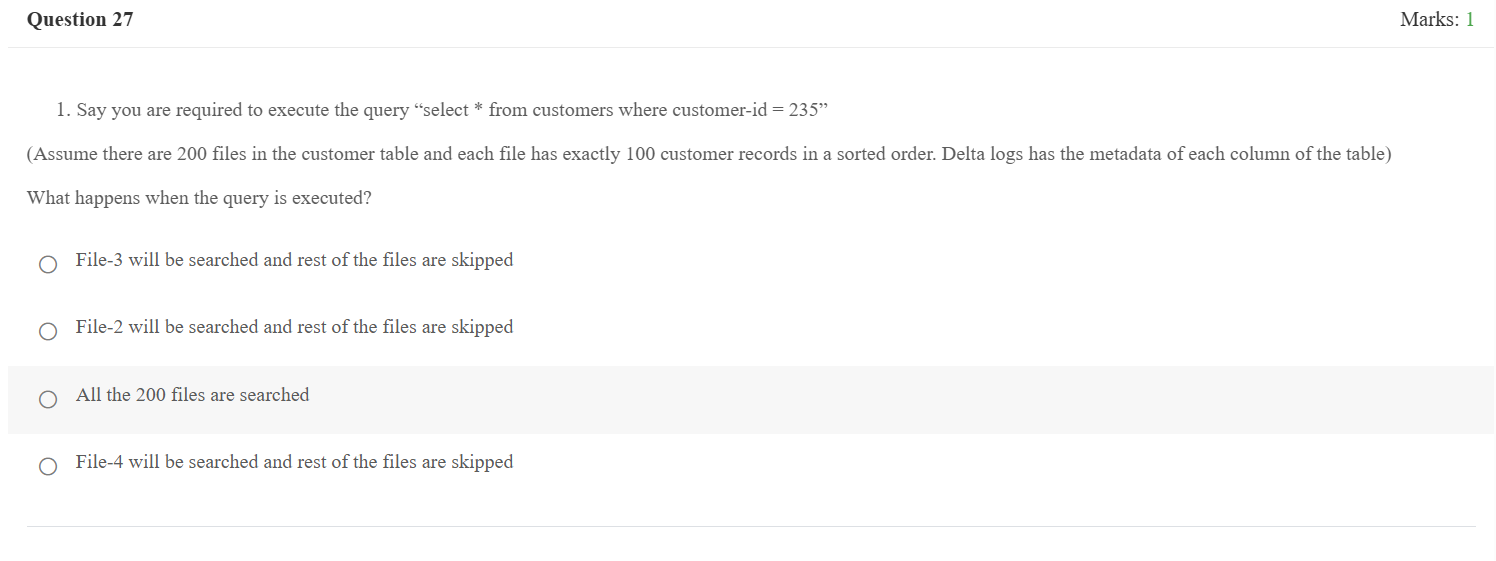 Question 27
Marks: 1
1. Say you are required to execute the query “select * from customers where customer-id = 235”
(Assume there are 200 files in the customer table and each file has exactly 100 customer records in a sorted order. Delta logs has the metadata of each column of the table)
What happens when the query is executed?
File-3 will be searched and rest of the files are skipped
File-2 will be searched and rest of the files are skipped
All the 200 files are searched
File-4 will be searched and rest of the files are skipped